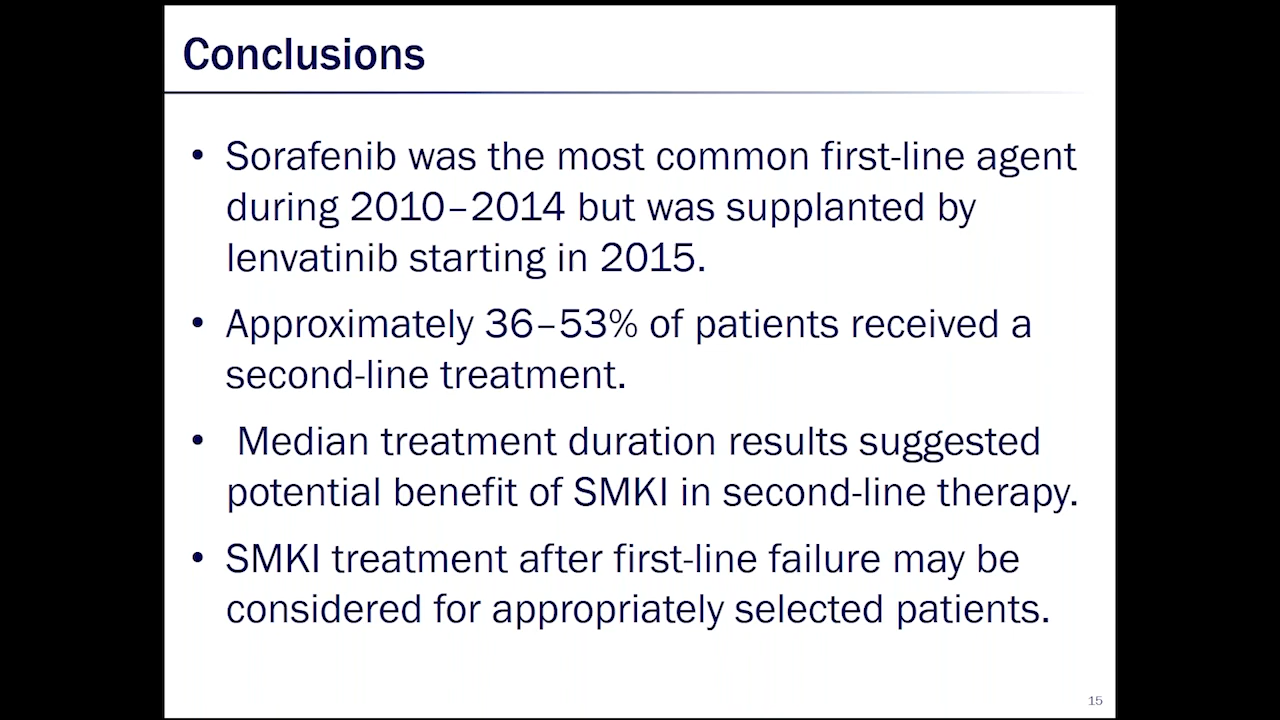 Conclusions
• Sorafenib was the most common first-line agent
during 2010–2014 but was supplanted by
lenvatinib starting in 2015.
• Approximately 36–53% of patients received a
second-line treatment.
• Median treatment duration results suggested
potential benefit of SMKI in second-line therapy.
• SMKI treatment after first-line failure may be
considered for appropriately selected patients.
15